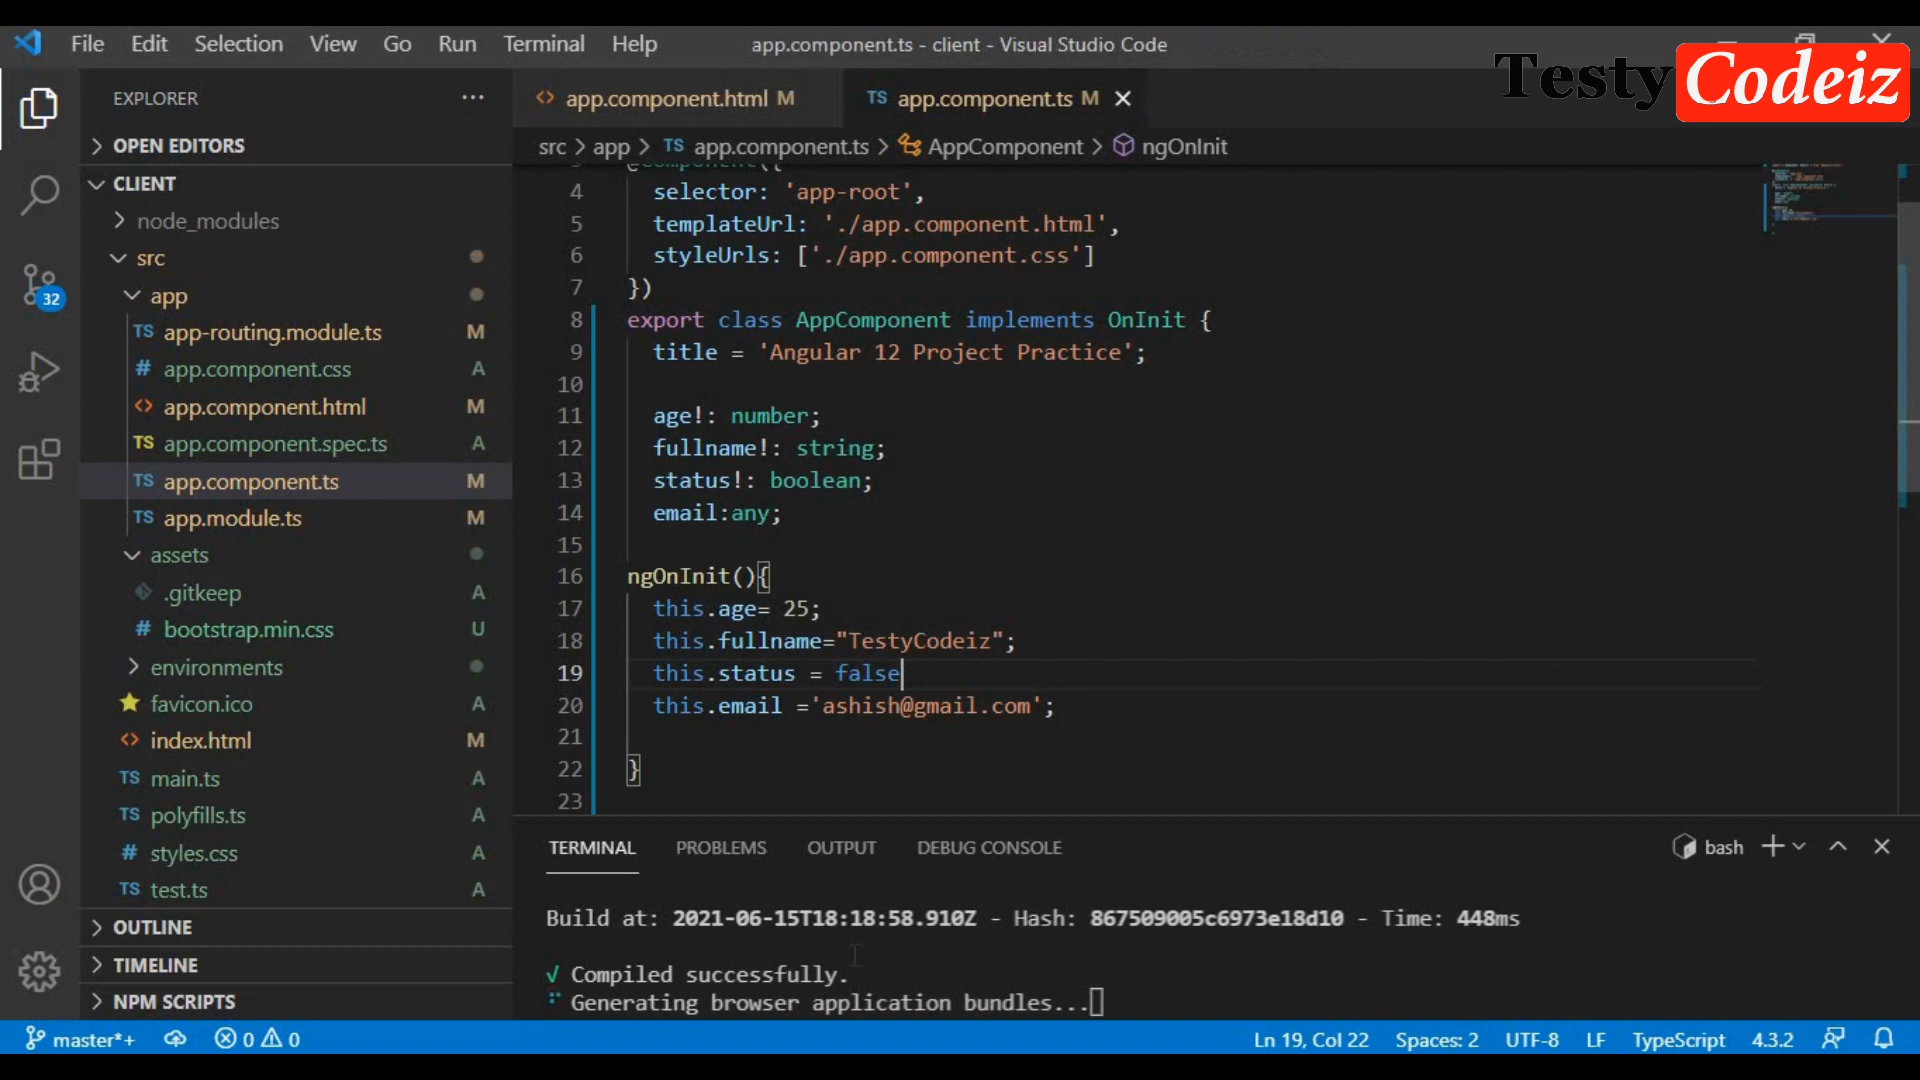 File Edit Selection View Go Run Terminal Help app.component.ts - client - Visual Studio Code
Testy Codeiz
EXPLORER ...
<> app.component.html M TS app.component.ts M
OPEN EDITORS
src > app > TS app.component.ts > AppComponent > ngOnInit
CLIENT
node_modules
src
app
TS app-routing.module.ts M
# app.component.css A
<> app.component.html M
TS app.component.spec.ts A
TS app.component.ts M
TS app.module.ts M
assets
.gitkeep A
# bootstrap.min.css U
environments
favicon.ico A
<> index.html M
TS main.ts A
TS polyfills.ts A
# styles.css A
TS test.ts A
OUTLINE
TIMELINE
NPM SCRIPTS
32
4 selector: 'app-root',
5 templateUrl: './app.component.html',
6 styleUrls: ['./app.component.css']
7 })
8 export class AppComponent implements OnInit {
9 title = 'Angular 12 Project Practice';
10
11 age!: number;
12 fullname!: string;
13 status!: boolean;
14 email:any;
15
16 ngOnInit(){
17 this.age= 25;
18 this.fullname="TestyCodeiz";
19 this.status = false
20 this.email ='ashish@gmail.com';
21
22 }
23
TERMINAL PROBLEMS OUTPUT DEBUG CONSOLE bash
Build at: 2021-06-15T18:18:58.910Z - Hash: 867509005c6973e18d10 - Time: 448ms
√ Compiled successfully.
Generating browser application bundles...
master*+ 0 0 Ln 19, Col 22 Spaces: 2 UTF-8 LF TypeScript 4.3.2